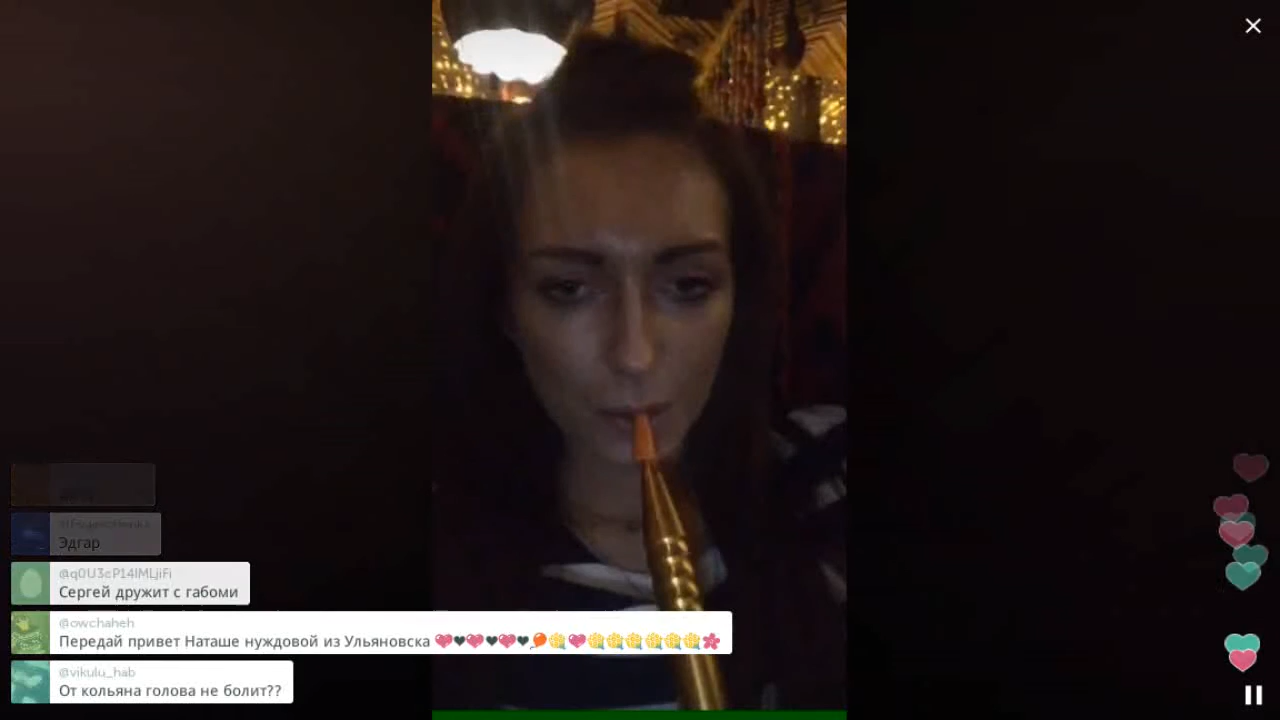 Эдгар
@q0U3cP14IMLjiFi
Сергей дружит с габоми
@owchaheh
Передай привет Наташе нуждовой из Ульяновска
@vikulu_hab
От кольяна голова не болит??